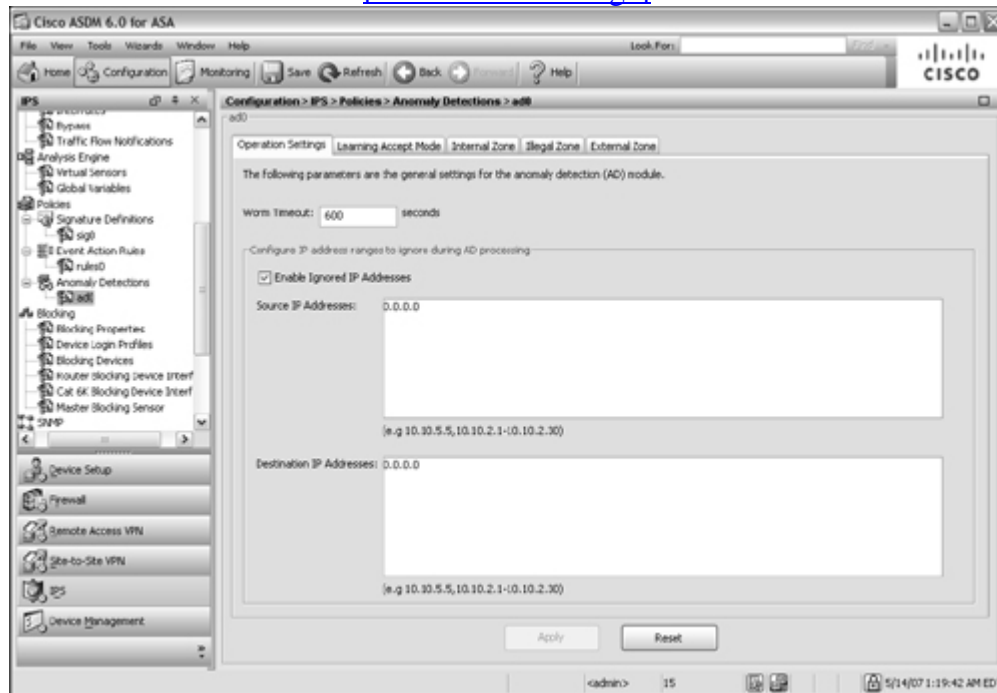 Cisco ASDM 6.0 for ASA
File View Tools Wizards Window Help Look For:
Home Configuration Monitoring Save Refresh Back Forward Help
CISCO
IPS
Bypass
Traffic Flow Notifications
Analysis Engine
Virtual Sensors
Global Variables
Policies
Signature Definitions
sig0
Event Action Rules
rules0
Anomaly Detections
ad0
Blocking
Blocking Properties
Device Login Profiles
Blocking Devices
Router Blocking Device Interf
Cat 6K Blocking Device Interf
Master Blocking Sensor
SNMP
Device Setup
Firewall
Remote Access VPN
Site-to-Site VPN
IPS
Device Management
Configuration > IPS > Policies > Anomaly Detections > ad0
ad0
Operation Settings Learning Accept Mode Internal Zone Illegal Zone External Zone
The following parameters are the general settings for the anomaly detection (AD) module.
Worm Timeout: 600 seconds
Configure IP address ranges to ignore during AD processing
Enable Ignored IP Addresses
Source IP Addresses: 0.0.0.0
(e.g 10.10.5.5,10.10.2.1-10.10.2.30)
Destination IP Addresses: 0.0.0.0
(e.g 10.10.5.5,10.10.2.1-10.10.2.30)
Apply Reset
<admin> 15 5/14/07 1:19:42 AM ED